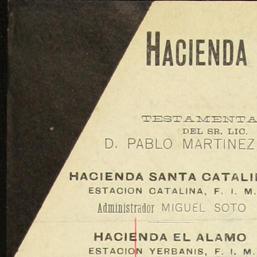 HACIENDA
TESTAMENTA
DEL SR. LIC.
D. PABLO MARTINEZ
HACIENDA SANTA CATALI
ESTACION CATALINA, F. I. M.
Administrador MIGUEL SOTO
HACIENDA EL ALAMO
ESTACION YERBANIS, F. I. M.